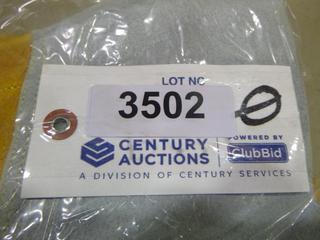 LOT NO
3502
CENTURY
AUCTIONS
POWERED BY
ClubBid
A DIVISION OF CENTURY SERVICES